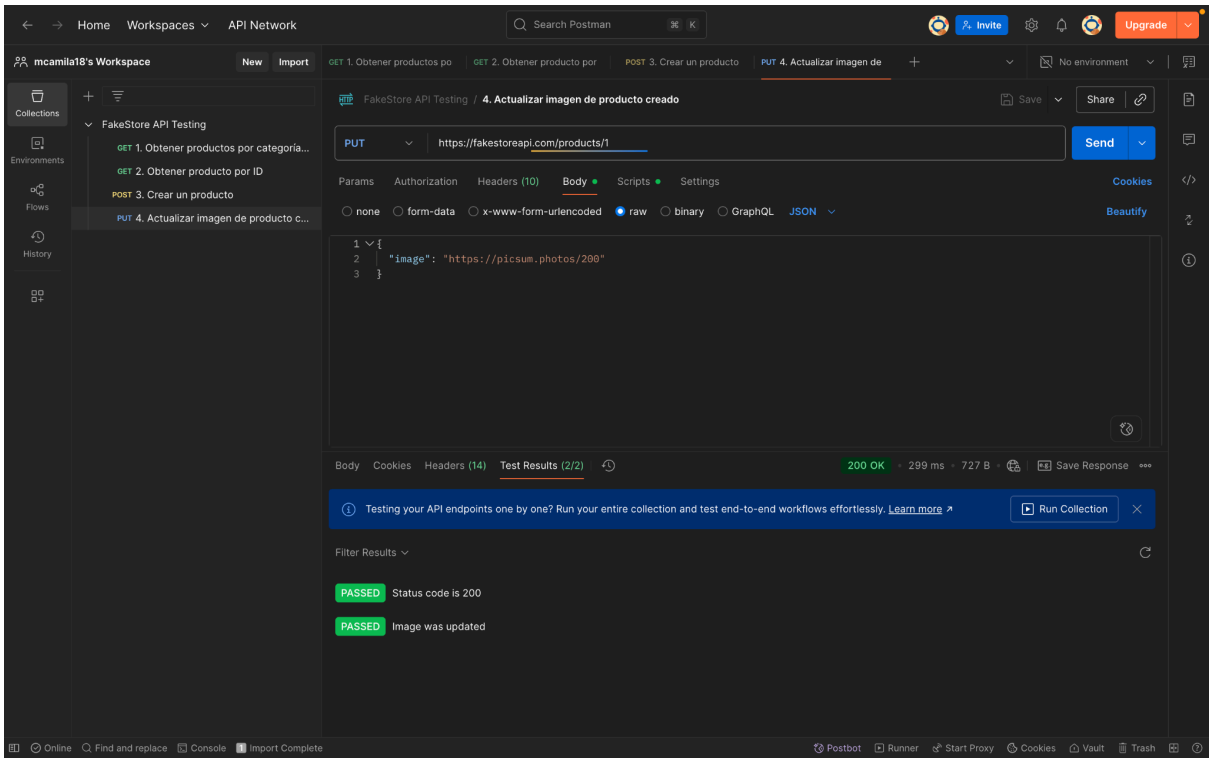 Home Workspaces API Network Search Postman ⌘ K Invite Upgrade
mcamila18's Workspace New Import GET 1. Obtener productos po GET 2. Obtener producto por POST 3. Crear un producto PUT 4. Actualizar imagen de No environment
Collections
Environments
Flows
History
FakeStore API Testing
GET 1. Obtener productos por categoría...
GET 2. Obtener producto por ID
POST 3. Crear un producto
PUT 4. Actualizar imagen de producto c...
HTTP FakeStore API Testing / 4. Actualizar imagen de producto creado Save Share
PUT https://fakestoreapi.com/products/1 Send
Params Authorization Headers (10) Body Scripts Settings Cookies
none form-data x-www-form-urlencoded raw binary GraphQL JSON Beautify
1 {
2 "image": "https://picsum.photos/200"
3 }
Body Cookies Headers (14) Test Results (2/2) 200 OK 299 ms 727 B Save Response
Testing your API endpoints one by one? Run your entire collection and test end-to-end workflows effortlessly. Learn more Run Collection
Filter Results
PASSED Status code is 200
PASSED Image was updated
Online Find and replace Console 1 Import Complete Postbot Runner Start Proxy Cookies Vault Trash